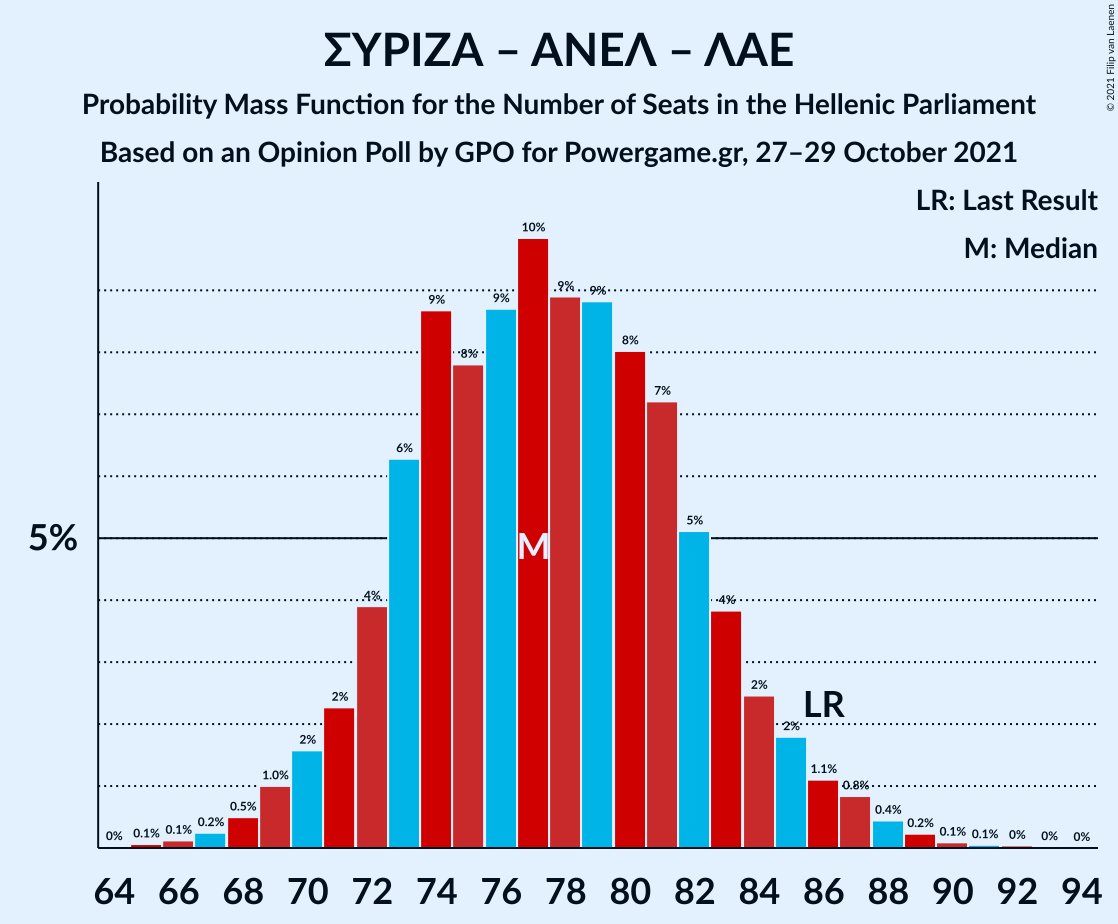 ΣΥΡΙΖΑ – ΑΝΕΛ – ΛΑΕ
Probability Mass Function for the Number of Seats in the Hellenic Parliament
Based on an Opinion Poll by GPO for Powergame.gr, 27–29 October 2021
© 2021 Filip van Laenen
LR: Last Result
M: Median
5%
0% 0.1% 0.1% 0.2% 0.5% 1.0% 2% 2% 4% 6% 9% 8% 9% 10% 9% 9% 8% 7% 5% 4% 2% 2% 1.1% 0.8% 0.4% 0.2% 0.1% 0.1% 0% 0% 0%
M
LR
64 66 68 70 72 74 76 78 80 82 84 86 88 90 92 94